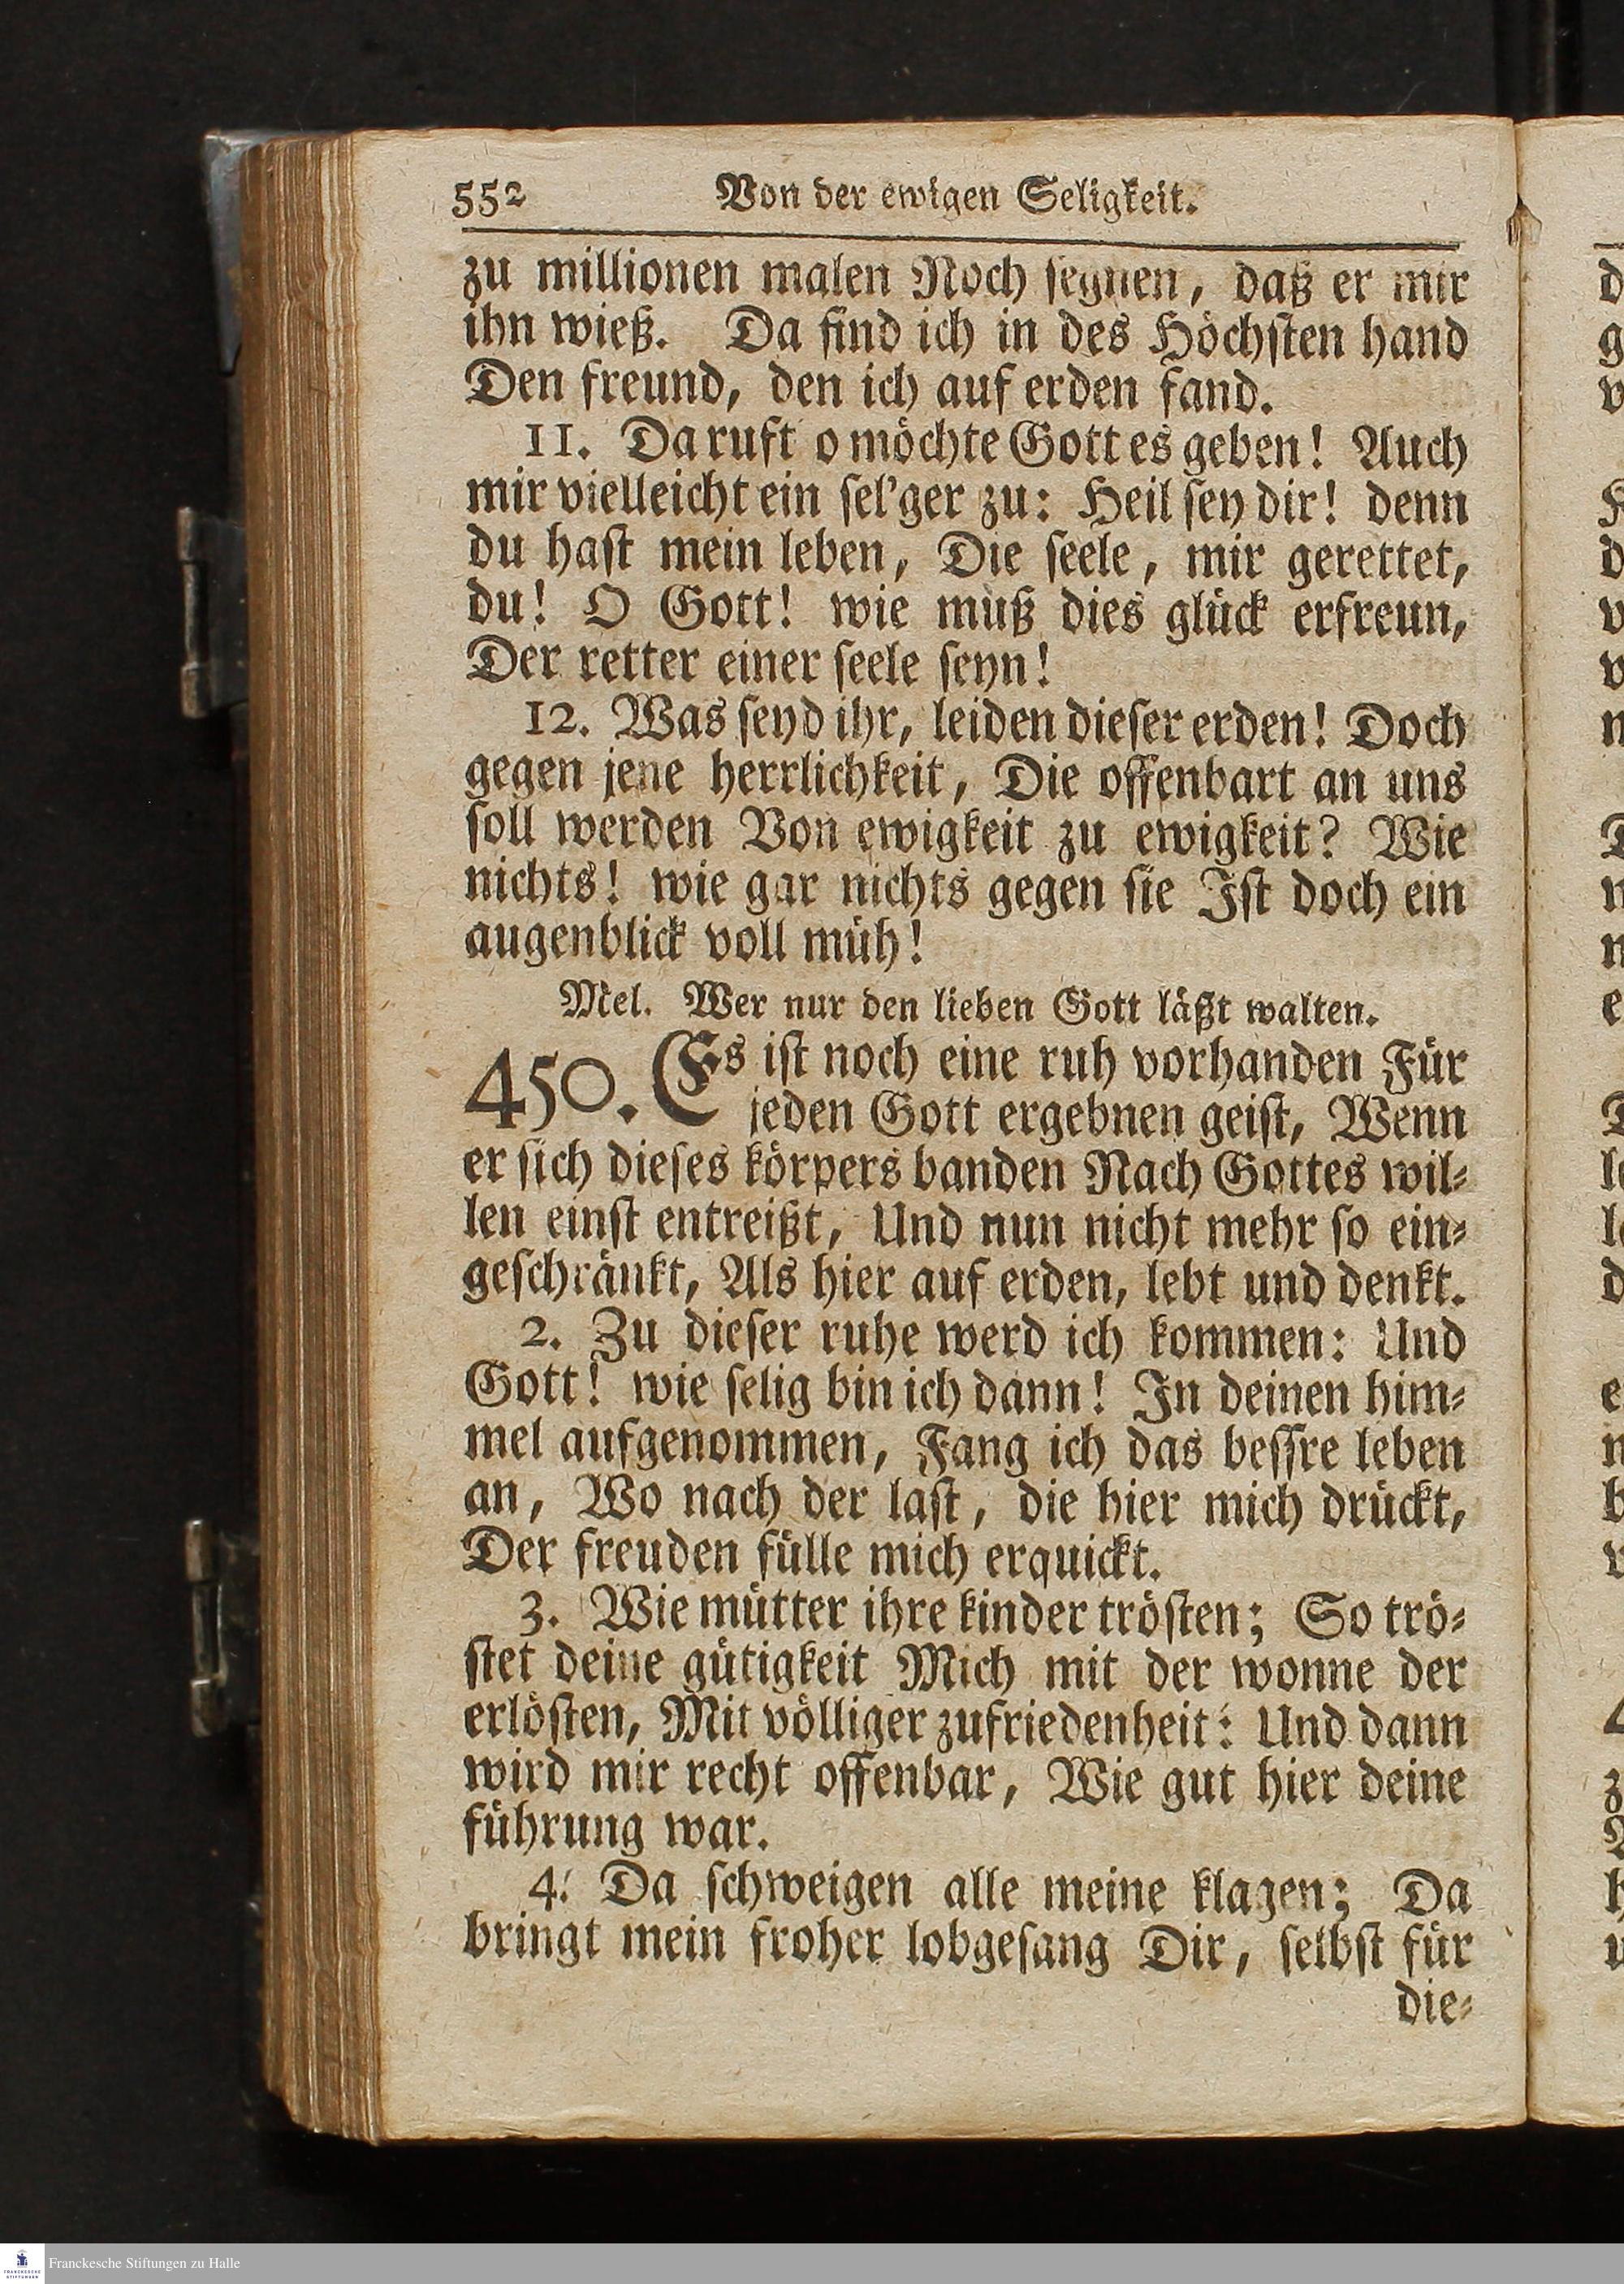 552 Von der ewigen Seligkeit.
zu millionen malen Noch segnen, daß er mir
ihn wieß. Da find ich in des Höchsten hand
Den freund, den ich auf erden fand.
11. Da ruft o möchte Gott es geben! Auch
mir vielleicht ein sel'ger zu: Heil sey dir! denn
du hast mein leben, Die seele, mir gerettet,
du! O Gott! wie muß dies glück erfreun,
Der retter einer seele seyn!
12. Was seyd ihr, leiden dieser erden! Doch
gegen jene herrlichkeit, Die offenbart an uns
soll werden Von ewigkeit zu ewigkeit? Wie
nichts! wie gar nichts gegen sie Ist doch ein
augenblick voll müh!
Mel. Wer nur den lieben Gott läßt walten.
450. Es ist noch eine ruh vorhanden Für
jeden Gott ergebnen geist, Wenn
er sich dieses körpers banden Nach Gottes wil-
len einst entreißt, Und nun nicht mehr so ein-
geschränkt, Als hier auf erden, lebt und denkt.
2. Zu dieser ruhe werd ich kommen: Und
Gott! wie selig bin ich dann! In deinen him-
mel aufgenommen, Fang ich das bessre leben
an, Wo nach der last, die hier mich drückt,
Der freuden fülle mich erquickt.
3. Wie mütter ihre kinder trösten; So trö-
stet deine gütigkeit Mich mit der wonne der
erlösten, Mit völliger zufriedenheit: Und dann
wird mir recht offenbar, Wie gut hier deine
führung war.
4. Da schweigen alle meine klagen; Da
bringt mein froher lobgesang Dir, selbst für
die-
Franckesche Stiftungen zu Halle